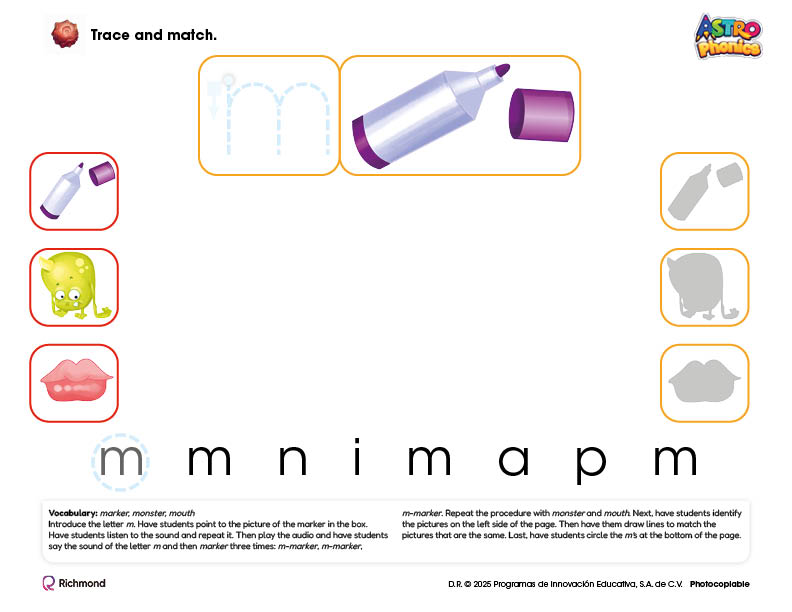 Trace and match.
ASTRO
Phonics
m
m m n i m a p m
Vocabulary: marker, monster, mouth
Introduce the letter m. Have students point to the picture of the marker in the box.
Have students listen to the sound and repeat it. Then play the audio and have students
say the sound of the letter m and then marker three times: m-marker, m-marker,
m-marker. Repeat the procedure with monster and mouth. Next, have students identify
the pictures on the left side of the page. Then have them draw lines to match the
pictures that are the same. Last, have students circle the m's at the bottom of the page.
Richmond
D.R. © 2025 Programas de Innovación Educativa, S.A. de C.V. Photocopiable